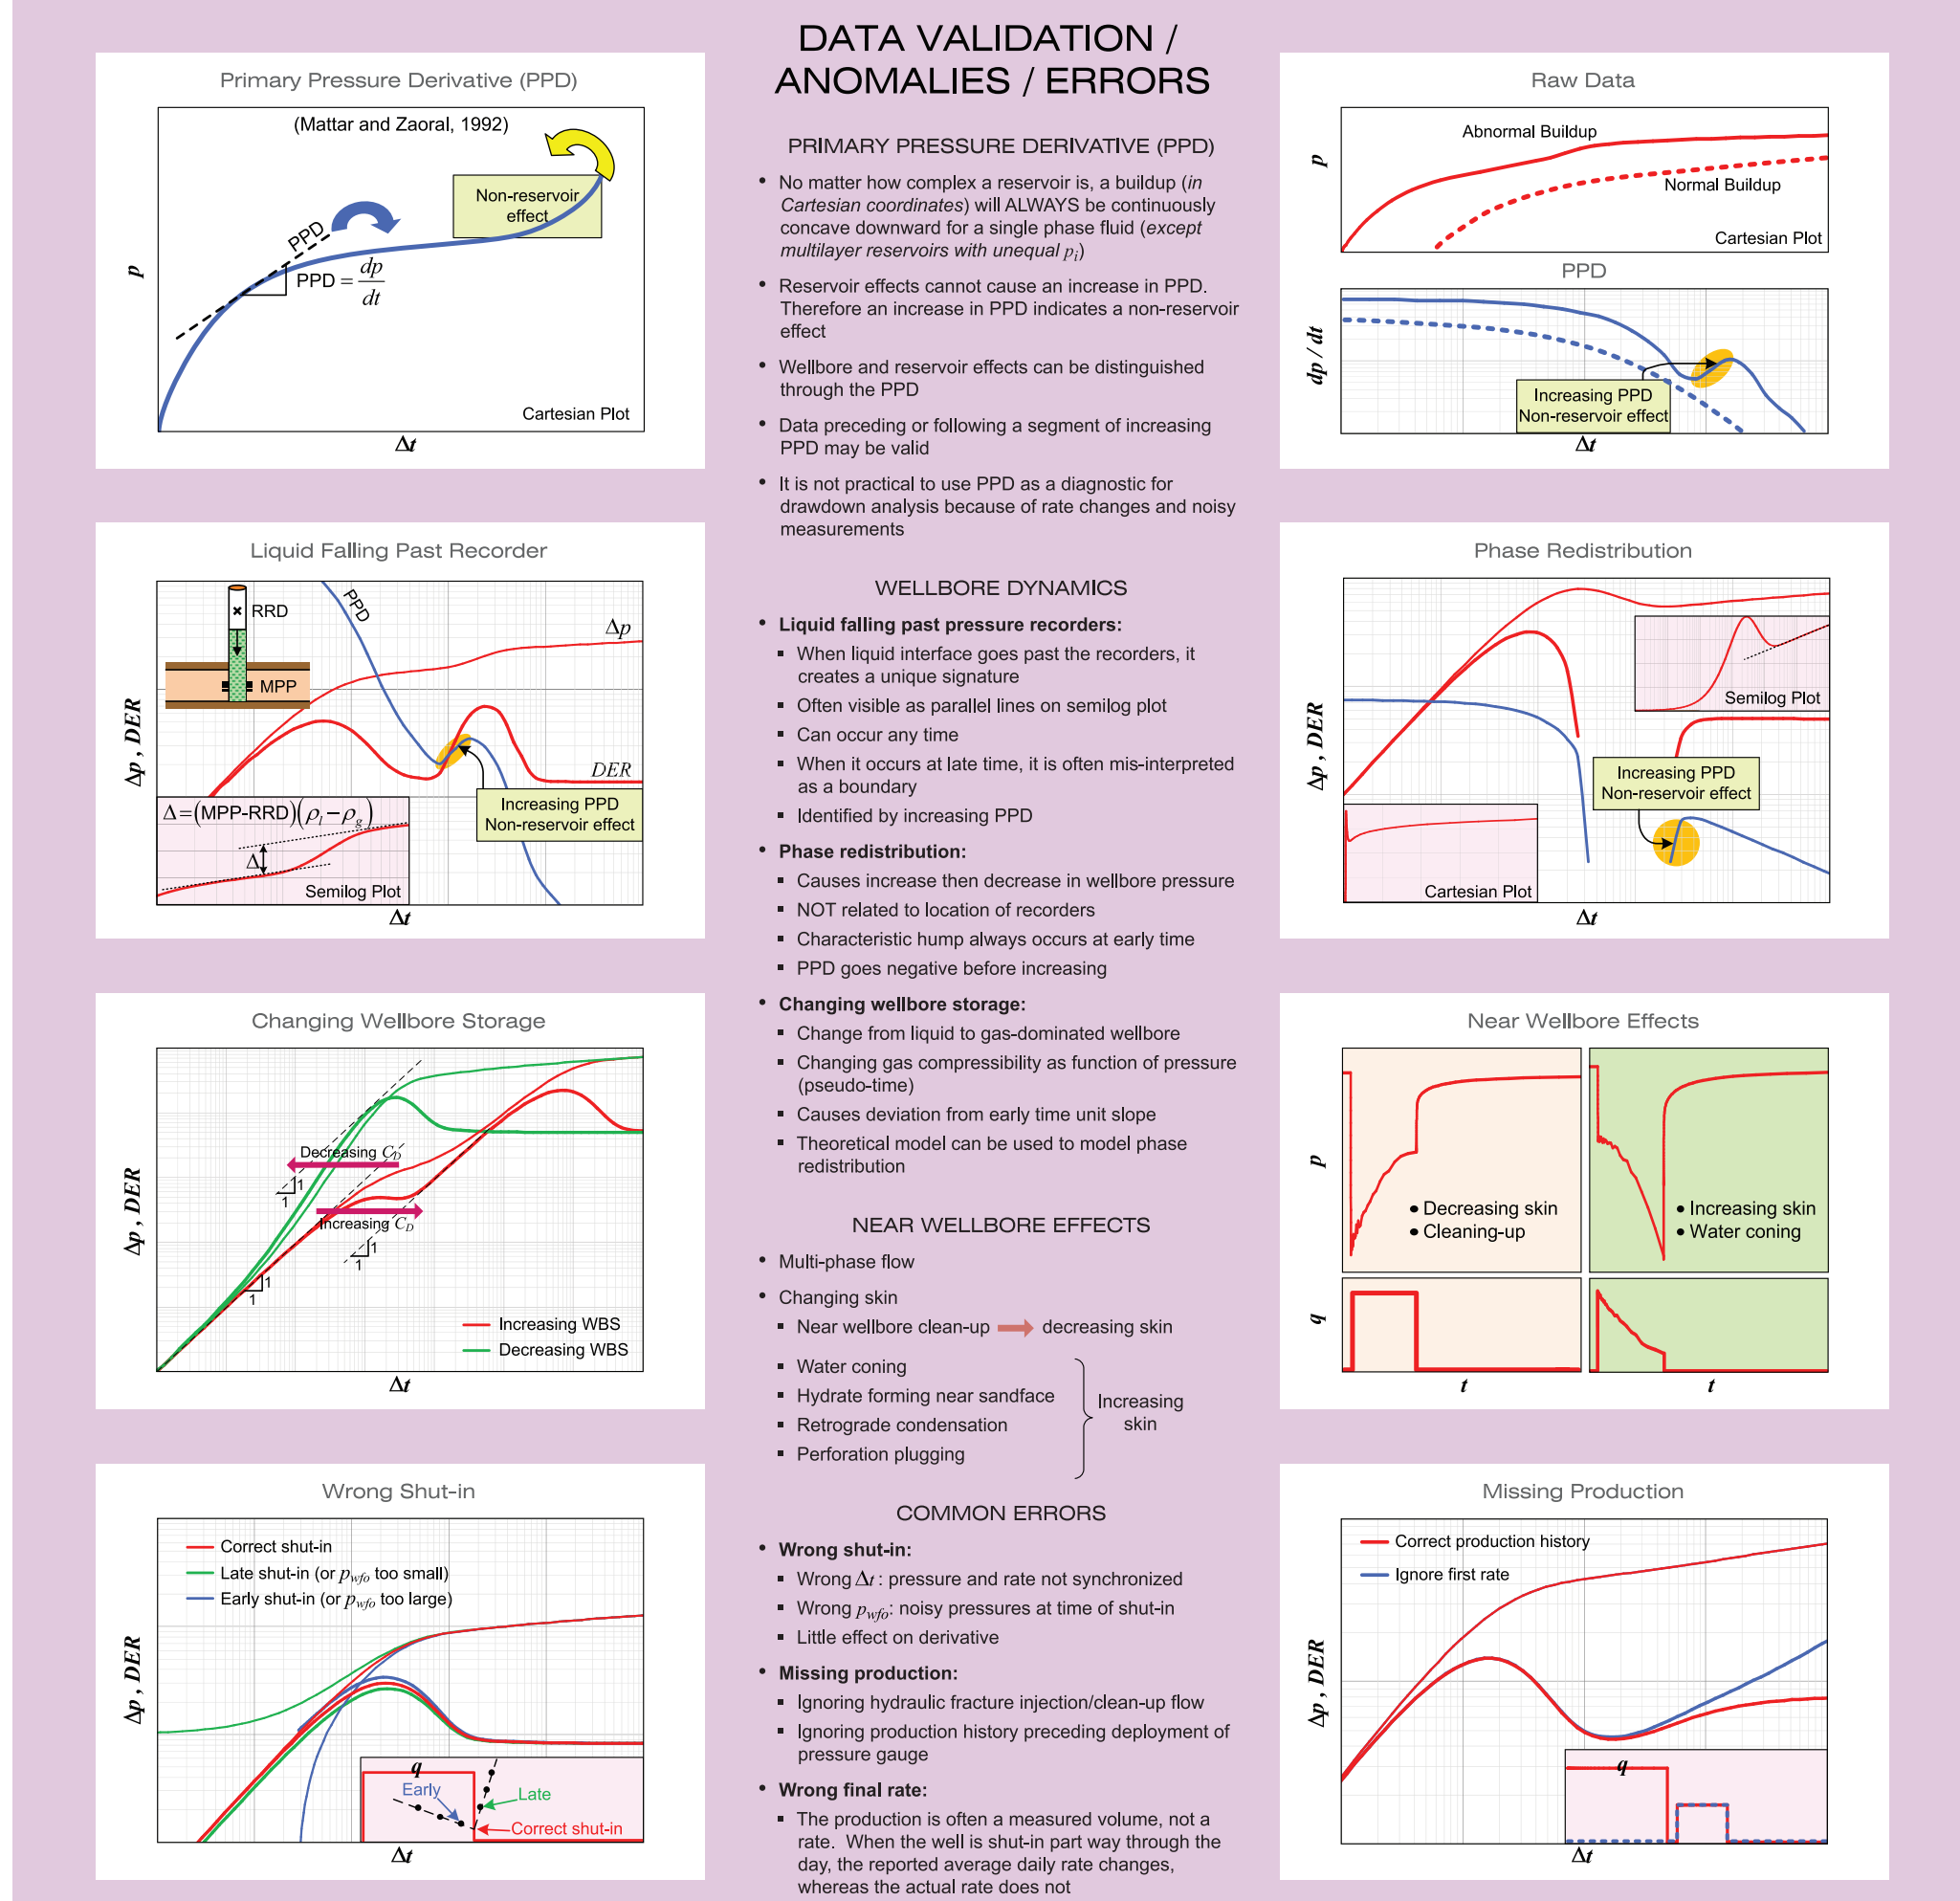 DATA VALIDATION /
ANOMALIES / ERRORS
Primary Pressure Derivative (PPD)
(Mattar and Zaoral, 1992)
Non-reservoir
effect
PPD
PPD = dp/dt
p
Cartesian Plot
Δt
PRIMARY PRESSURE DERIVATIVE (PPD)
• No matter how complex a reservoir is, a buildup (in
Cartesian coordinates) will ALWAYS be continuously
concave downward for a single phase fluid (except
multilayer reservoirs with unequal pi)
• Reservoir effects cannot cause an increase in PPD.
Therefore an increase in PPD indicates a non-reservoir
effect
• Wellbore and reservoir effects can be distinguished
through the PPD
• Data preceding or following a segment of increasing
PPD may be valid
• It is not practical to use PPD as a diagnostic for
drawdown analysis because of rate changes and noisy
measurements
Raw Data
Abnormal Buildup
p
Normal Buildup
Cartesian Plot
PPD
dp / dt
Increasing PPD
Non-reservoir effect
Δt
Liquid Falling Past Recorder
RRD
PPD
Δp
MPP
Δp , DER
DER
Δ=(MPP-RRD)(ρl−ρg)
Increasing PPD
Non-reservoir effect
Δ
Semilog Plot
Δt
WELLBORE DYNAMICS
• Liquid falling past pressure recorders:
▪ When liquid interface goes past the recorders, it
creates a unique signature
▪ Often visible as parallel lines on semilog plot
▪ Can occur any time
▪ When it occurs at late time, it is often mis-interpreted
as a boundary
▪ Identified by increasing PPD
• Phase redistribution:
▪ Causes increase then decrease in wellbore pressure
▪ NOT related to location of recorders
▪ Characteristic hump always occurs at early time
▪ PPD goes negative before increasing
• Changing wellbore storage:
▪ Change from liquid to gas-dominated wellbore
▪ Changing gas compressibility as function of pressure
(pseudo-time)
▪ Causes deviation from early time unit slope
▪ Theoretical model can be used to model phase
redistribution
Phase Redistribution
Semilog Plot
Δp , DER
Increasing PPD
Non-reservoir effect
Cartesian Plot
Δt
Changing Wellbore Storage
Decreasing CD
1
1
Δp , DER
Increasing CD
1
1
1
1
Increasing WBS
Decreasing WBS
Δt
NEAR WELLBORE EFFECTS
• Multi-phase flow
• Changing skin
▪ Near wellbore clean-up decreasing skin
▪ Water coning
▪ Hydrate forming near sandface
▪ Retrograde condensation
▪ Perforation plugging
Increasing
skin
Near Wellbore Effects
p
• Decreasing skin
• Cleaning-up
• Increasing skin
• Water coning
q
t
t
Wrong Shut-in
Correct shut-in
Late shut-in (or pwfo too small)
Early shut-in (or pwfo too large)
Δp , DER
q
Early
Late
Correct shut-in
Δt
COMMON ERRORS
• Wrong shut-in:
▪ Wrong Δt : pressure and rate not synchronized
▪ Wrong pwfo: noisy pressures at time of shut-in
▪ Little effect on derivative
• Missing production:
▪ Ignoring hydraulic fracture injection/clean-up flow
▪ Ignoring production history preceding deployment of
pressure gauge
• Wrong final rate:
▪ The production is often a measured volume, not a
rate. When the well is shut-in part way through the
day, the reported average daily rate changes,
whereas the actual rate does not
Missing Production
Correct production history
Ignore first rate
Δp , DER
q
Δt